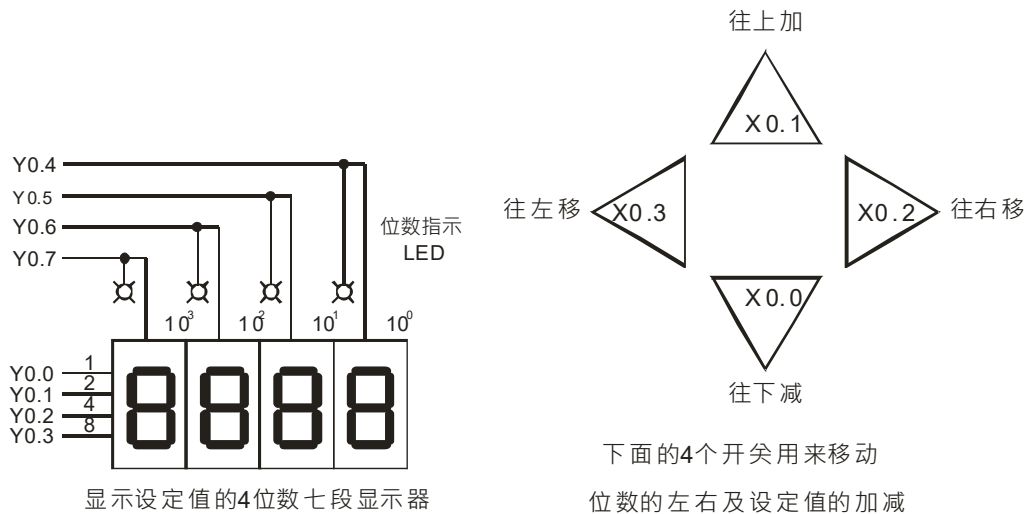 Y0.4
Y0.5
Y0.6
Y0.7
位数指示
LED
10³ 10² 10¹ 10⁰
Y0.0 1
Y0.1 2
Y0.2 4
Y0.3 8
显示设定值的4位数七段显示器
往上加
X0.1
往左移 X0.3
X0.2 往右移
X0.0
往下减
下面的4个开关用来移动
位数的左右及设定值的加减